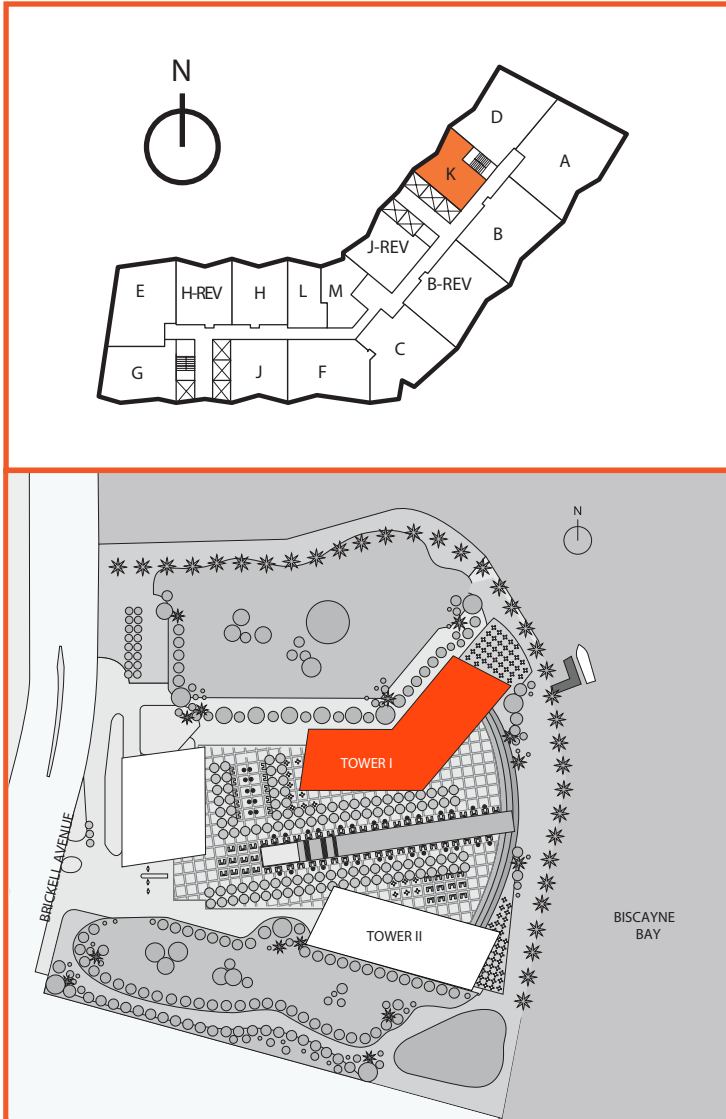 N
D
A
K
B
J-REV
B-REV
E
H-REV
H
L
M
C
G
J
F
N
TOWER I
BRICKELL AVENUE
BISCAYNE
BAY
TOWER II